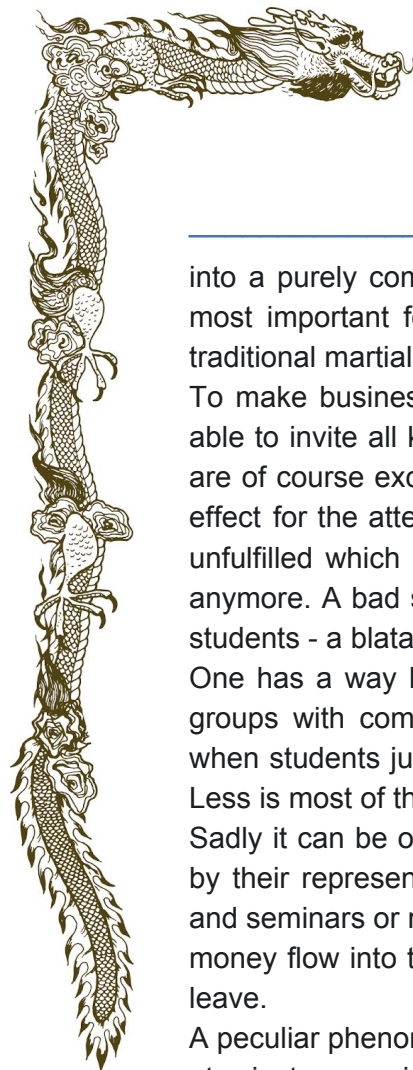 into a purely con
most important f
traditional martial
To make busines
able to invite all
are of course exc
effect for the atte
unfulfilled which
anymore. A bad s
students - a blata
One has a way
groups with com
when students ju
Less is most of th
Sadly it can be o
by their represen
and seminars or
money flow into t
leave.
A peculiar phenor